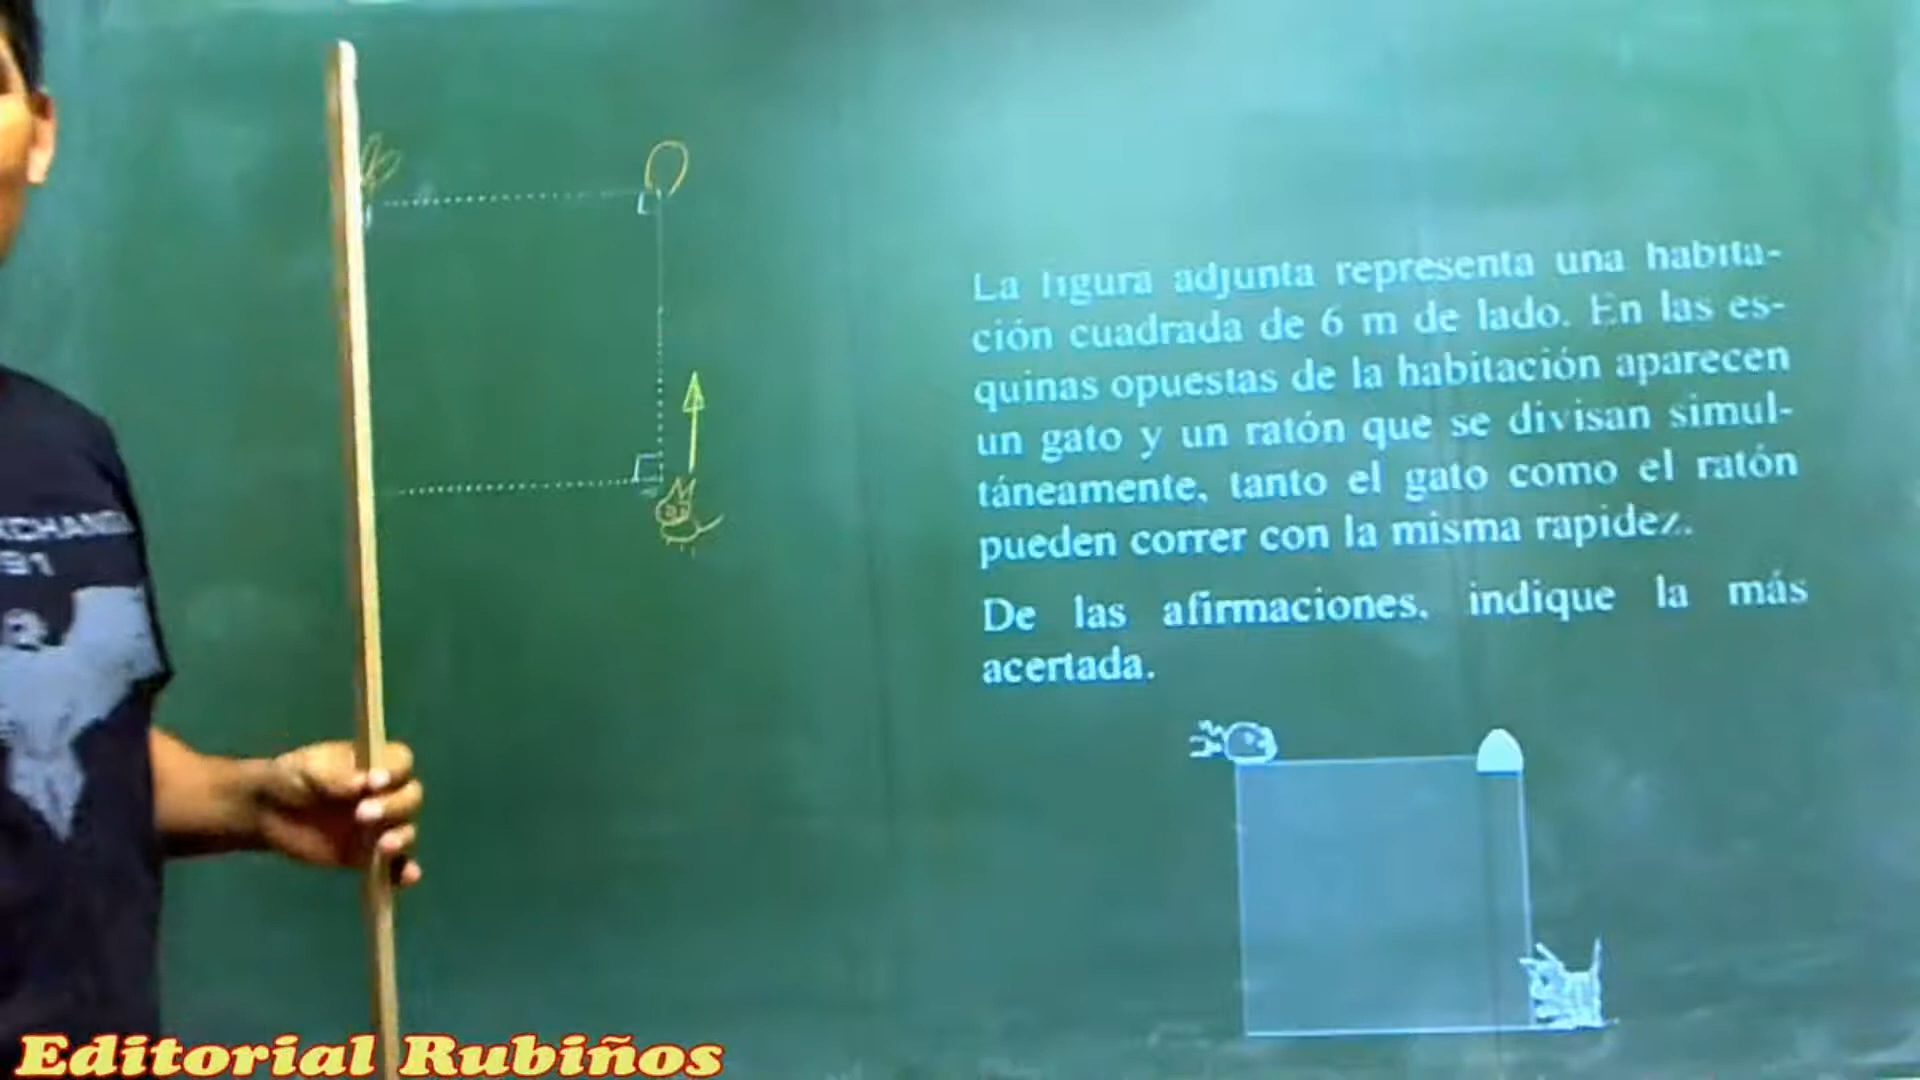 La figura adjunta representa una habita-
ción cuadrada de 6 m de lado. En las es-
quinas opuestas de la habitación aparecen
un gato y un ratón que se divisan simul-
táneamente, tanto el gato como el ratón
pueden correr con la misma rapidez.
De las afirmaciones, indique la más
acertada.
91
Editorial Rubiños